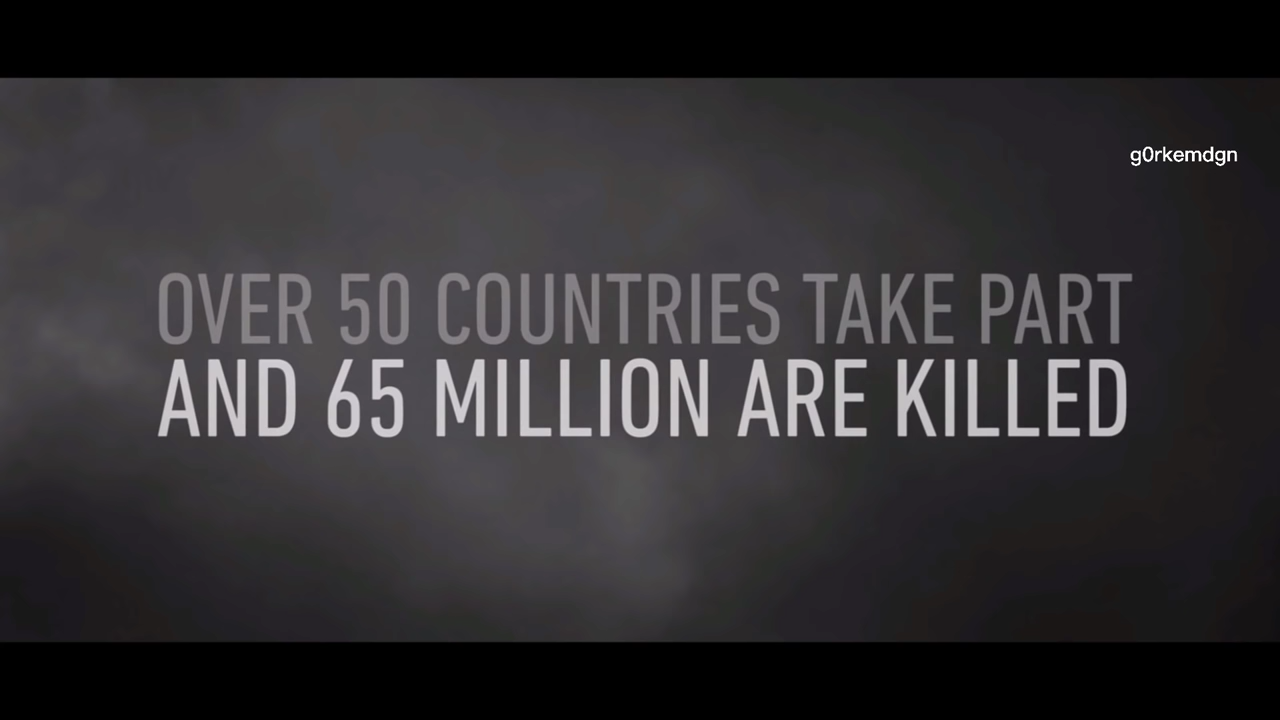 g0rkemdgn
OVER 50 COUNTRIES TAKE PART
AND 65 MILLION ARE KILLED